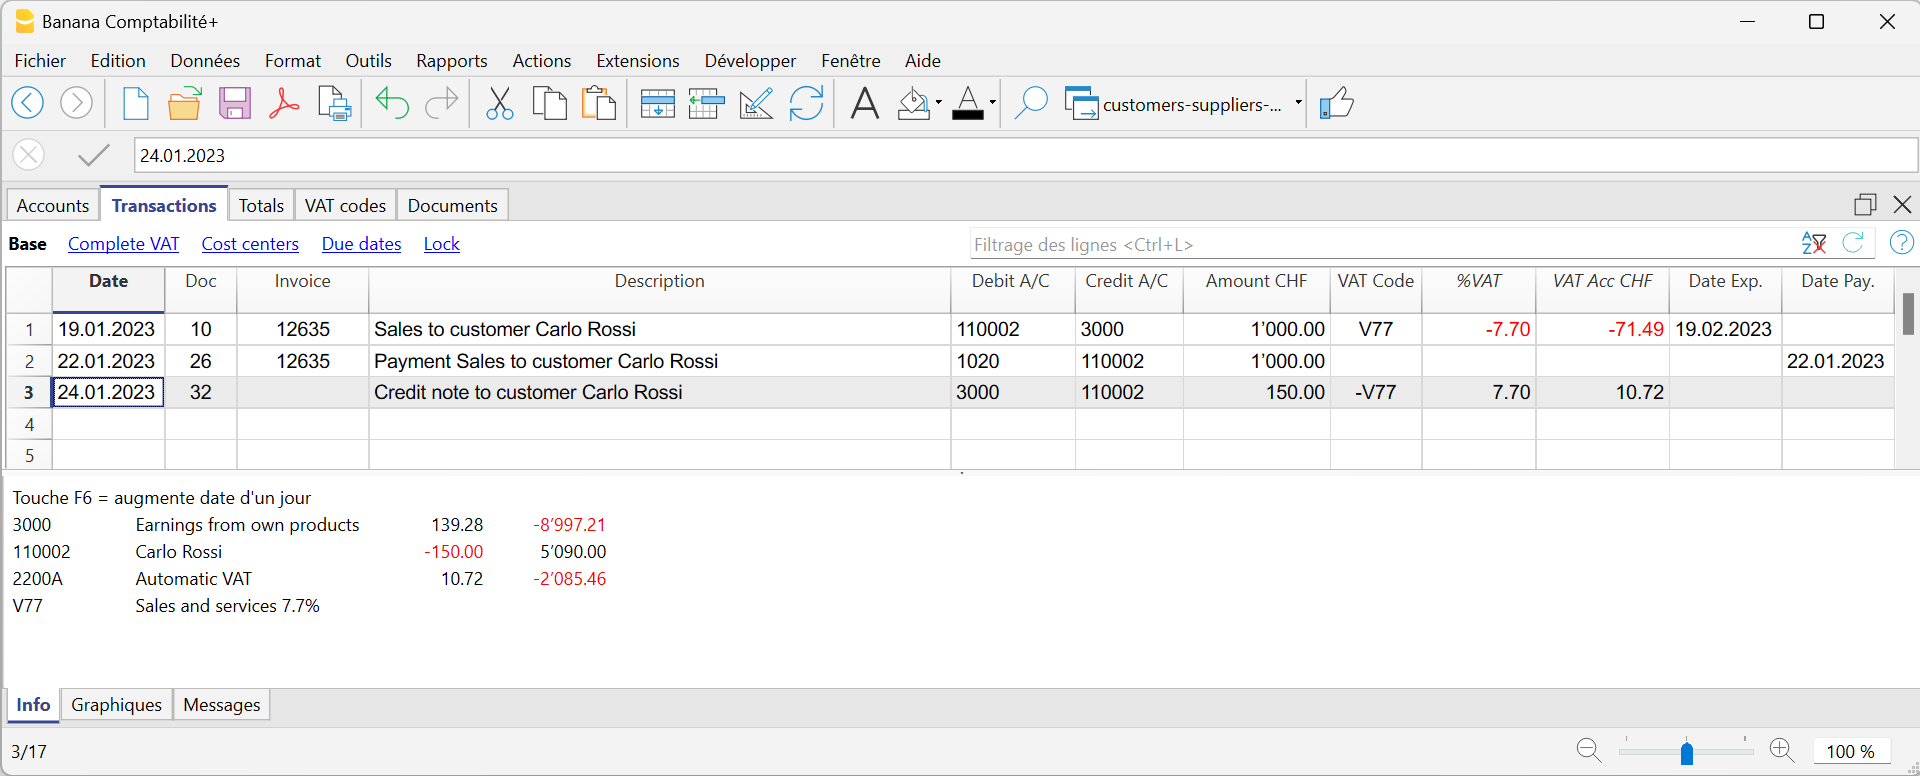 Banana Comptabilité+
Fichier Edition Données Format Outils Rapports Actions Extensions Développer Fenêtre Aide
customers-suppliers-...
24.01.2023
Accounts Transactions Totals VAT codes Documents
Base Complete VAT Cost centers Due dates Lock Filtrage des lignes <Ctrl+L>
Date Doc Invoice Description Debit A/C Credit A/C Amount CHF VAT Code %VAT VAT Acc CHF Date Exp. Date Pay.
1 19.01.2023 10 12635 Sales to customer Carlo Rossi 110002 3000 1’000.00 V77 -7.70 -71.49 19.02.2023
2 22.01.2023 26 12635 Payment Sales to customer Carlo Rossi 1020 110002 1’000.00 22.01.2023
3 24.01.2023 32 Credit note to customer Carlo Rossi 3000 110002 150.00 -V77 7.70 10.72
4
5
Touche F6 = augmente date d'un jour
3000 Earnings from own products 139.28 -8’997.21
110002 Carlo Rossi -150.00 5’090.00
2200A Automatic VAT 10.72 -2’085.46
V77 Sales and services 7.7%
Info Graphiques Messages
3/17 100 %